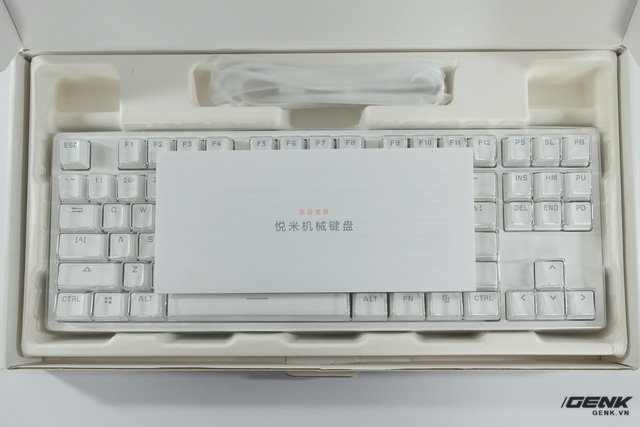 ESC F1 F2 F3 F4 F5 F6 F7 F8 F9 F10 F11 F12 PS SL PB
INS HM PU
Q W DEL END PD
[A] A S
Z
CTRL ALT ALT FN CTRL
欢迎使用
悦米机械键盘
GENK
GENK.VN